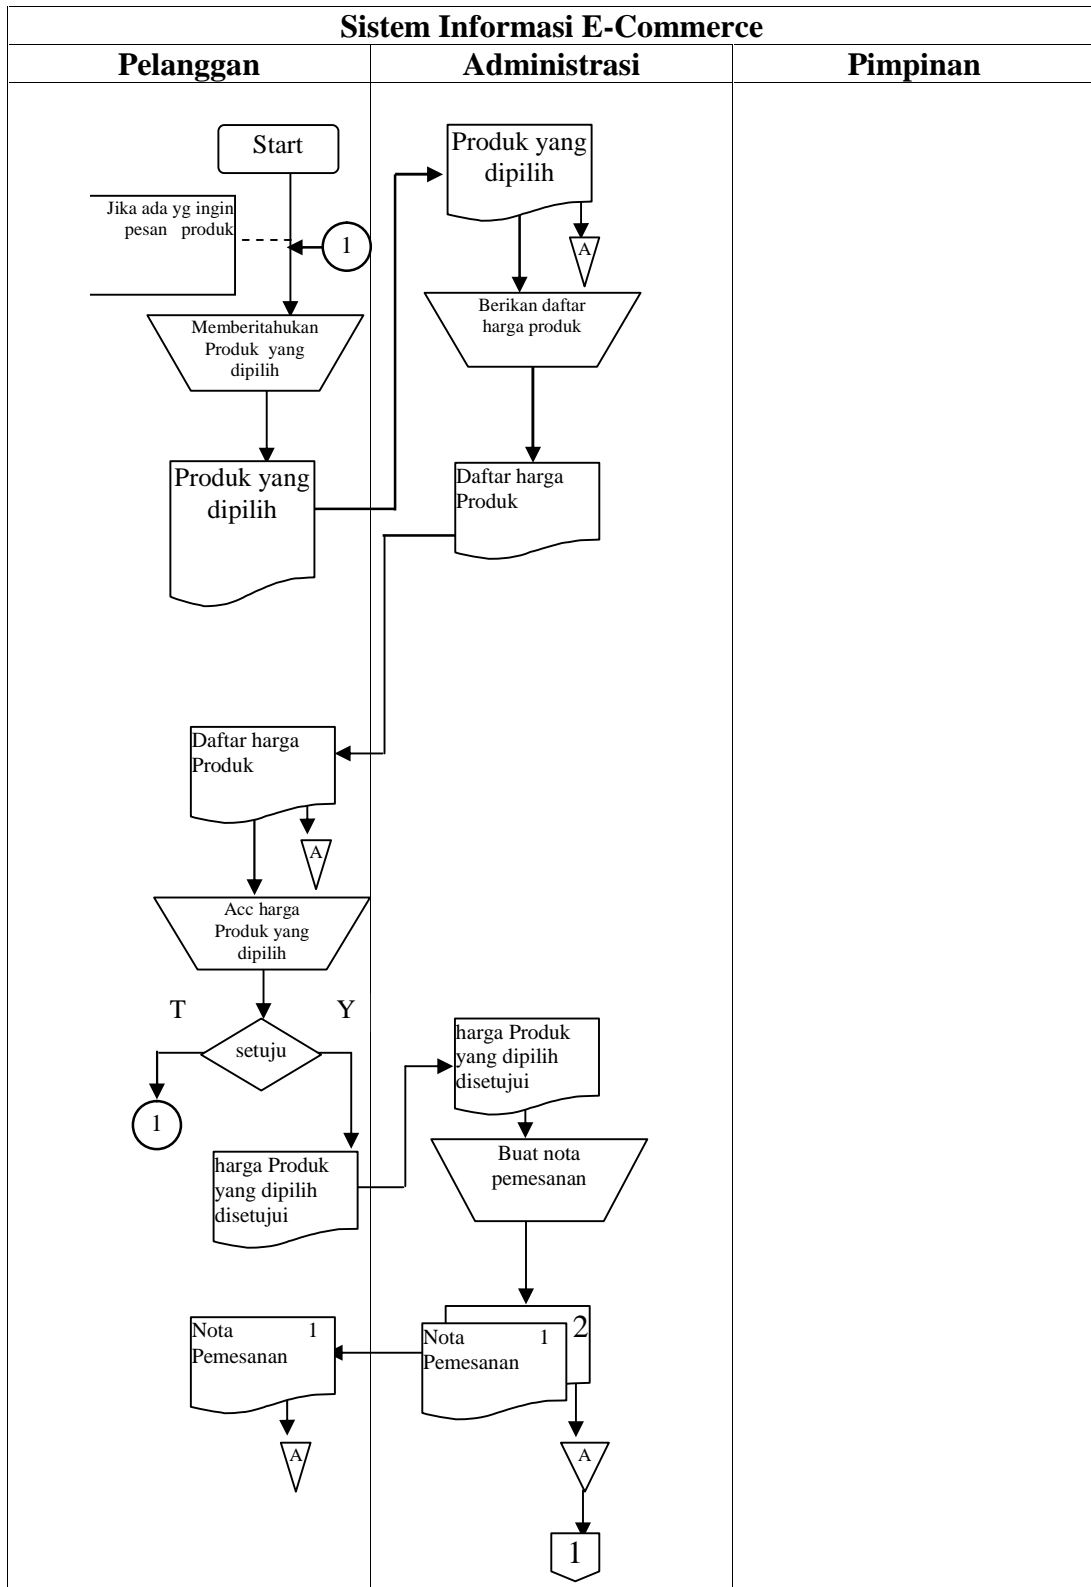 Sistem Informasi E-Commerce
Pelanggan
Administrasi
Pimpinan
Start
Jika ada yg ingin
pesan produk
1
Memberitahukan
Produk yang
dipilih
Produk yang
dipilih
Produk yang
dipilih
A
Berikan daftar
harga produk
Daftar harga
Produk
Daftar harga
Produk
A
Acc harga
Produk yang
dipilih
T
Y
setuju
1
harga Produk
yang dipilih
disetujui
harga Produk
yang dipilih
disetujui
Buat nota
pemesanan
2
Nota 1
Pemesanan
Nota 1
Pemesanan
A
A
1